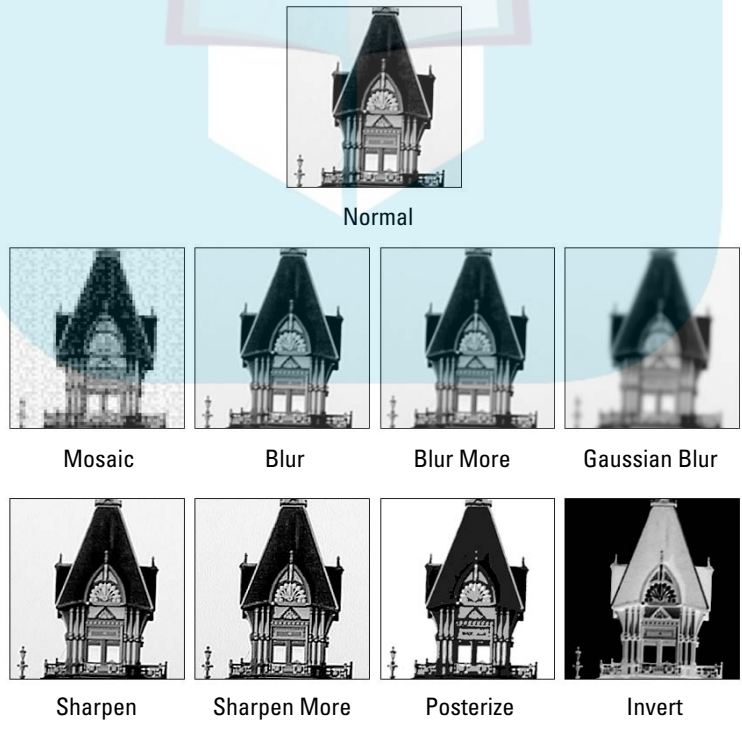 Normal
Mosaic
Blur
Blur More
Gaussian Blur
Sharpen
Sharpen More
Posterize
Invert